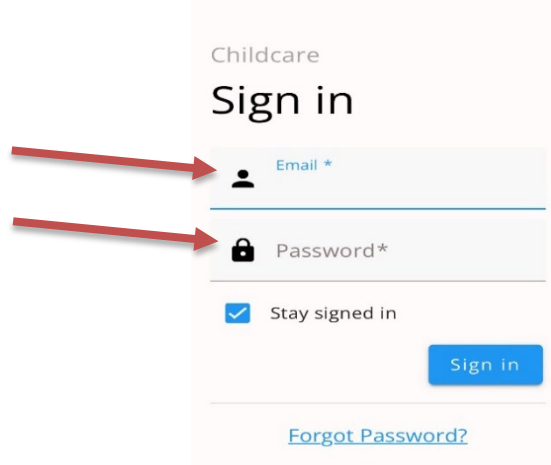 Childcare
Sign in
Email *
Password*
Stay signed in
Sign in
Forgot Password?